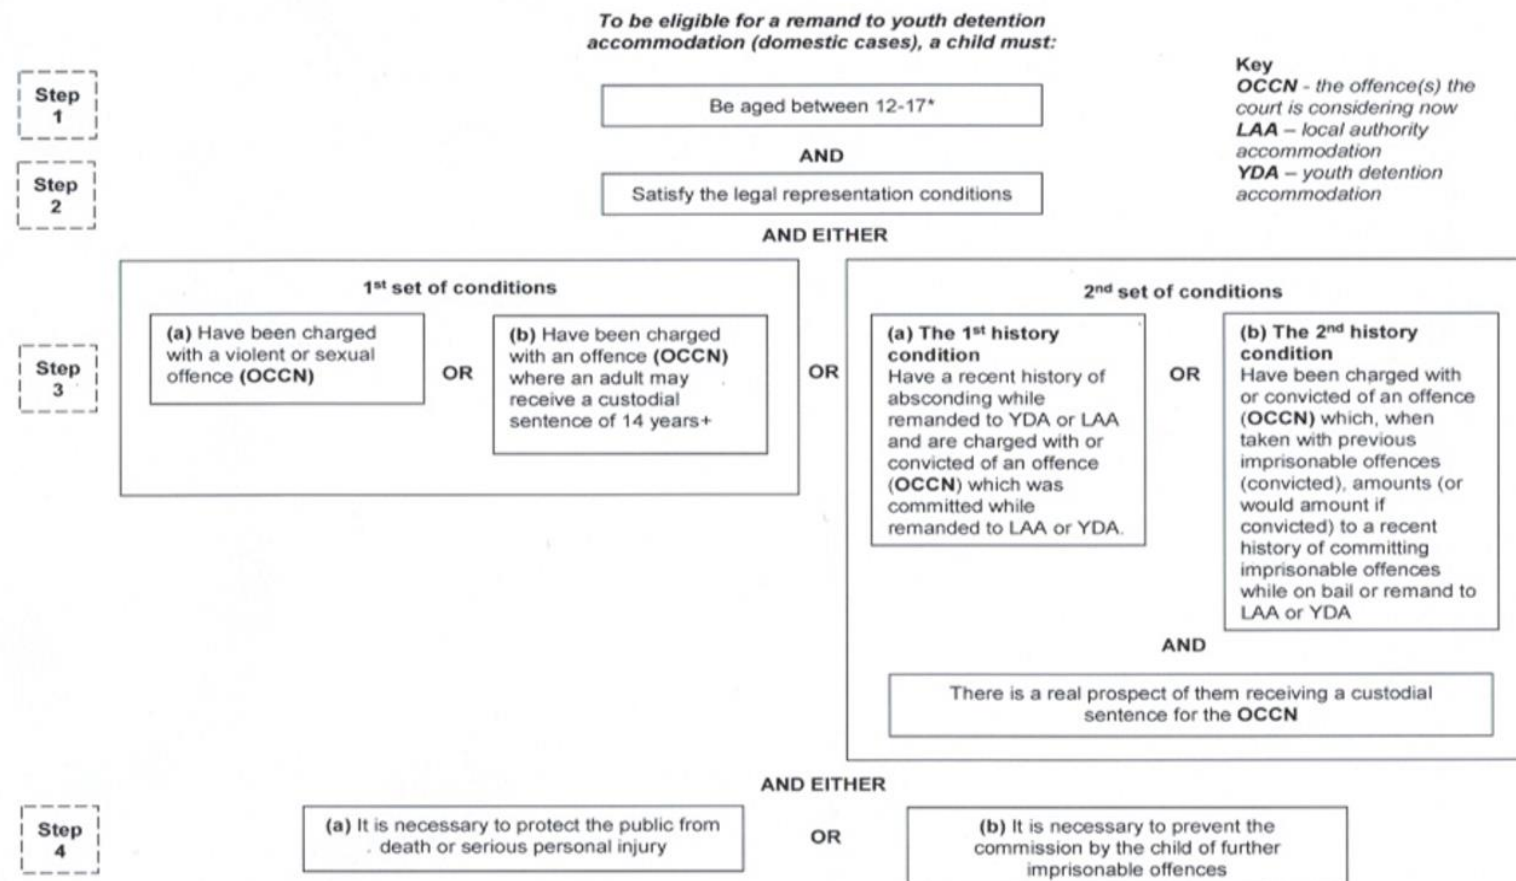 To be eligible for a remand to youth detention
accommodation (domestic cases), a child must:
Key
OCCN - the offence(s) the
court is considering now
LAA – local authority
accommodation
YDA – youth detention
accommodation
Step
1
Be aged between 12-17*
AND
Step
2
Satisfy the legal representation conditions
AND EITHER
Step
3
1st set of conditions
(a) Have been charged
with a violent or sexual
offence (OCCN)
OR
(b) Have been charged
with an offence (OCCN)
where an adult may
receive a custodial
sentence of 14 years+
OR
2nd set of conditions
(a) The 1st history
condition
Have a recent history of
absconding while
remanded to YDA or LAA
and are charged with or
convicted of an offence
(OCCN) which was
committed while
remanded to LAA or YDA.
OR
(b) The 2nd history
condition
Have been charged with
or convicted of an offence
(OCCN) which, when
taken with previous
imprisonable offences
(convicted), amounts (or
would amount if
convicted) to a recent
history of committing
imprisonable offences
while on bail or remand to
LAA or YDA
AND
There is a real prospect of them receiving a custodial
sentence for the OCCN
AND EITHER
Step
4
(a) It is necessary to protect the public from
death or serious personal injury
OR
(b) It is necessary to prevent the
commission by the child of further
imprisonable offences